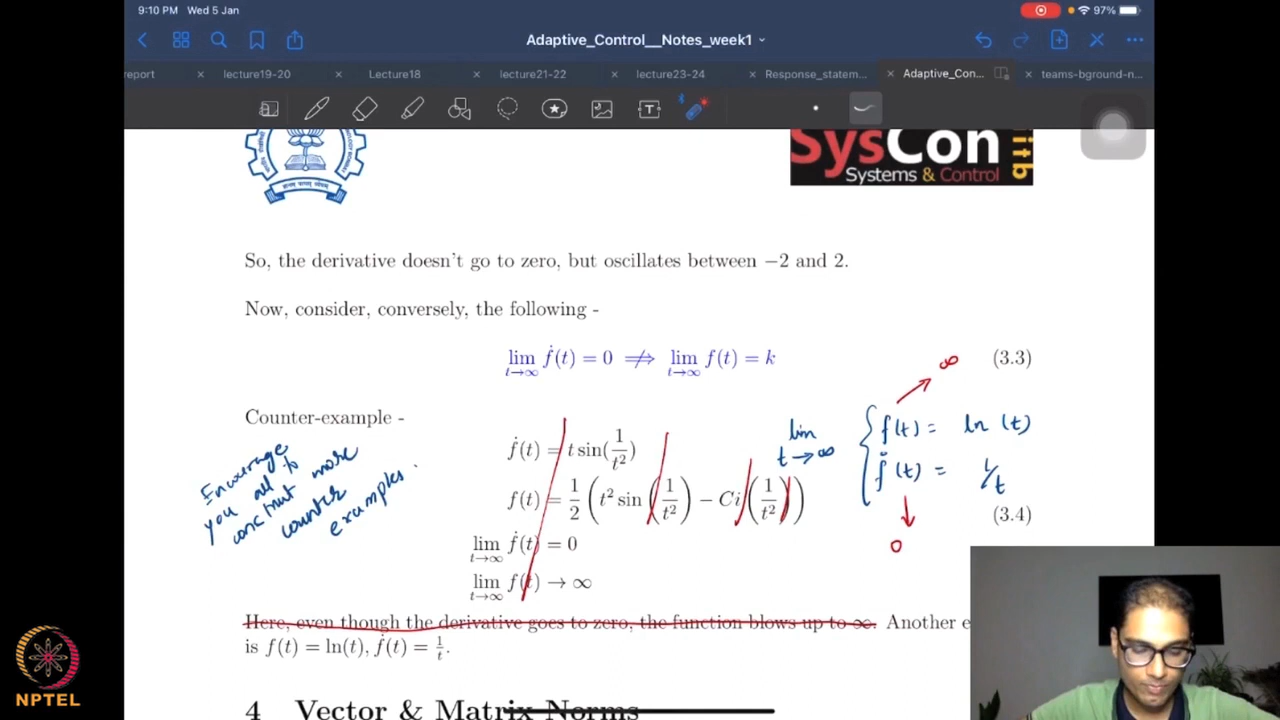 9:10 PM Wed 5 Jan
97%
Adaptive_Control__Notes_week1
report
lecture19-20
Lecture18
lecture21-22
lecture23-24
Response_statem...
Adaptive_Con...
teams-bground-n...
SysCon
Systems & Control
itb
So, the derivative doesn't go to zero, but oscillates between −2 and 2.
Now, consider, conversely, the following -
lim t→∞ ḟ(t) = 0 ⇏ lim t→∞ f(t) = k (3.3)
∞
Counter-example -
ḟ(t) = t sin(1/t²)
f(t) = 1/2 (t² sin (1/t²) − Ci (1/t²)) (3.4)
lim t→∞ ḟ(t) = 0
lim t→∞ f(t) → ∞
lim t→∞
f(t) = ln (t)
ḟ(t) = 1/t
0
Encourage
you all to
construct more
counter
examples.
Here, even though the derivative goes to zero, the function blows up to ∞. Another e
is f(t) = ln(t), ḟ(t) = 1/t.
4 Vector & Matrix Norms
NPTEL